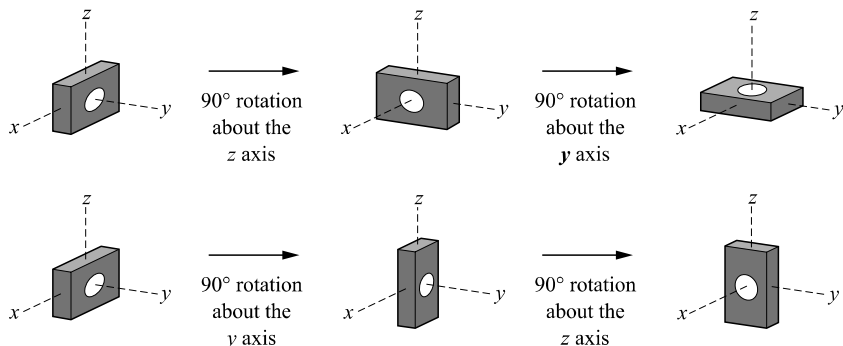 z
x
y
90° rotation
about the
z axis
z
x
y
90° rotation
about the
y axis
z
x
y
z
x
y
90° rotation
about the
y axis
z
x
y
90° rotation
about the
z axis
z
x
y